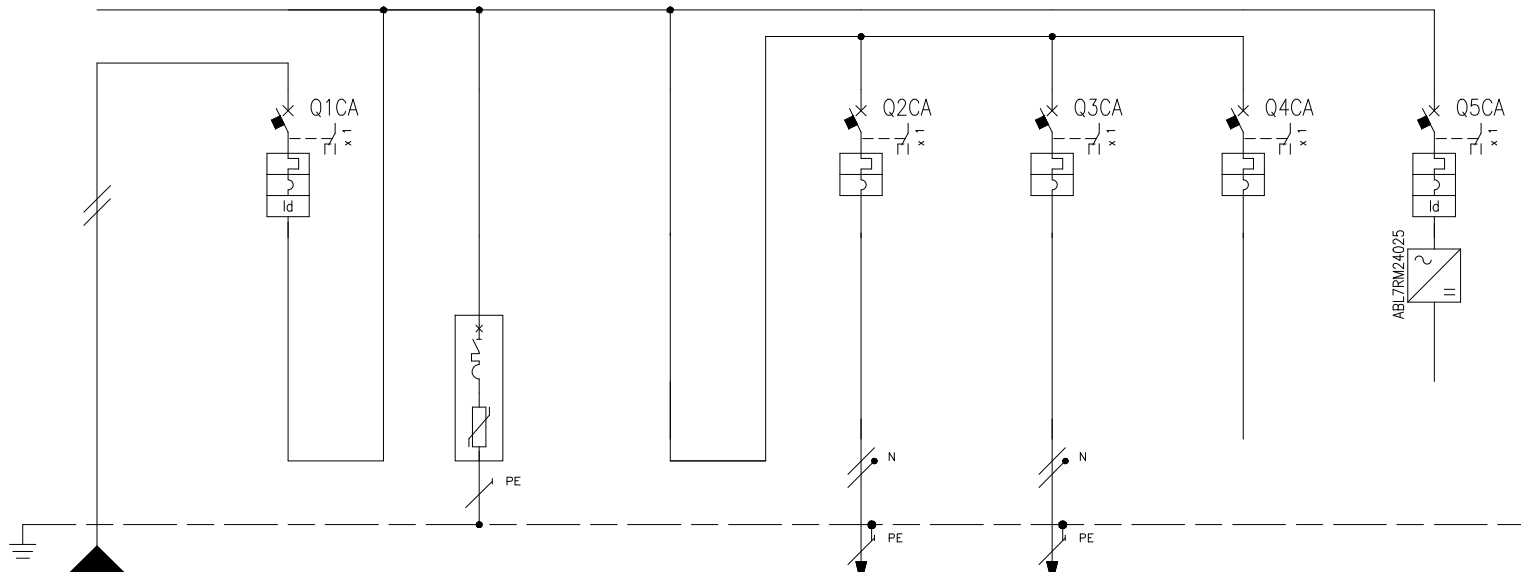 Q1CA
x 1
Id
Q2CA
x 1
Q3CA
x 1
Q4CA
x 1
Q5CA
x 1
Id
ABL7RM24025
N
N
PE
PE
PE